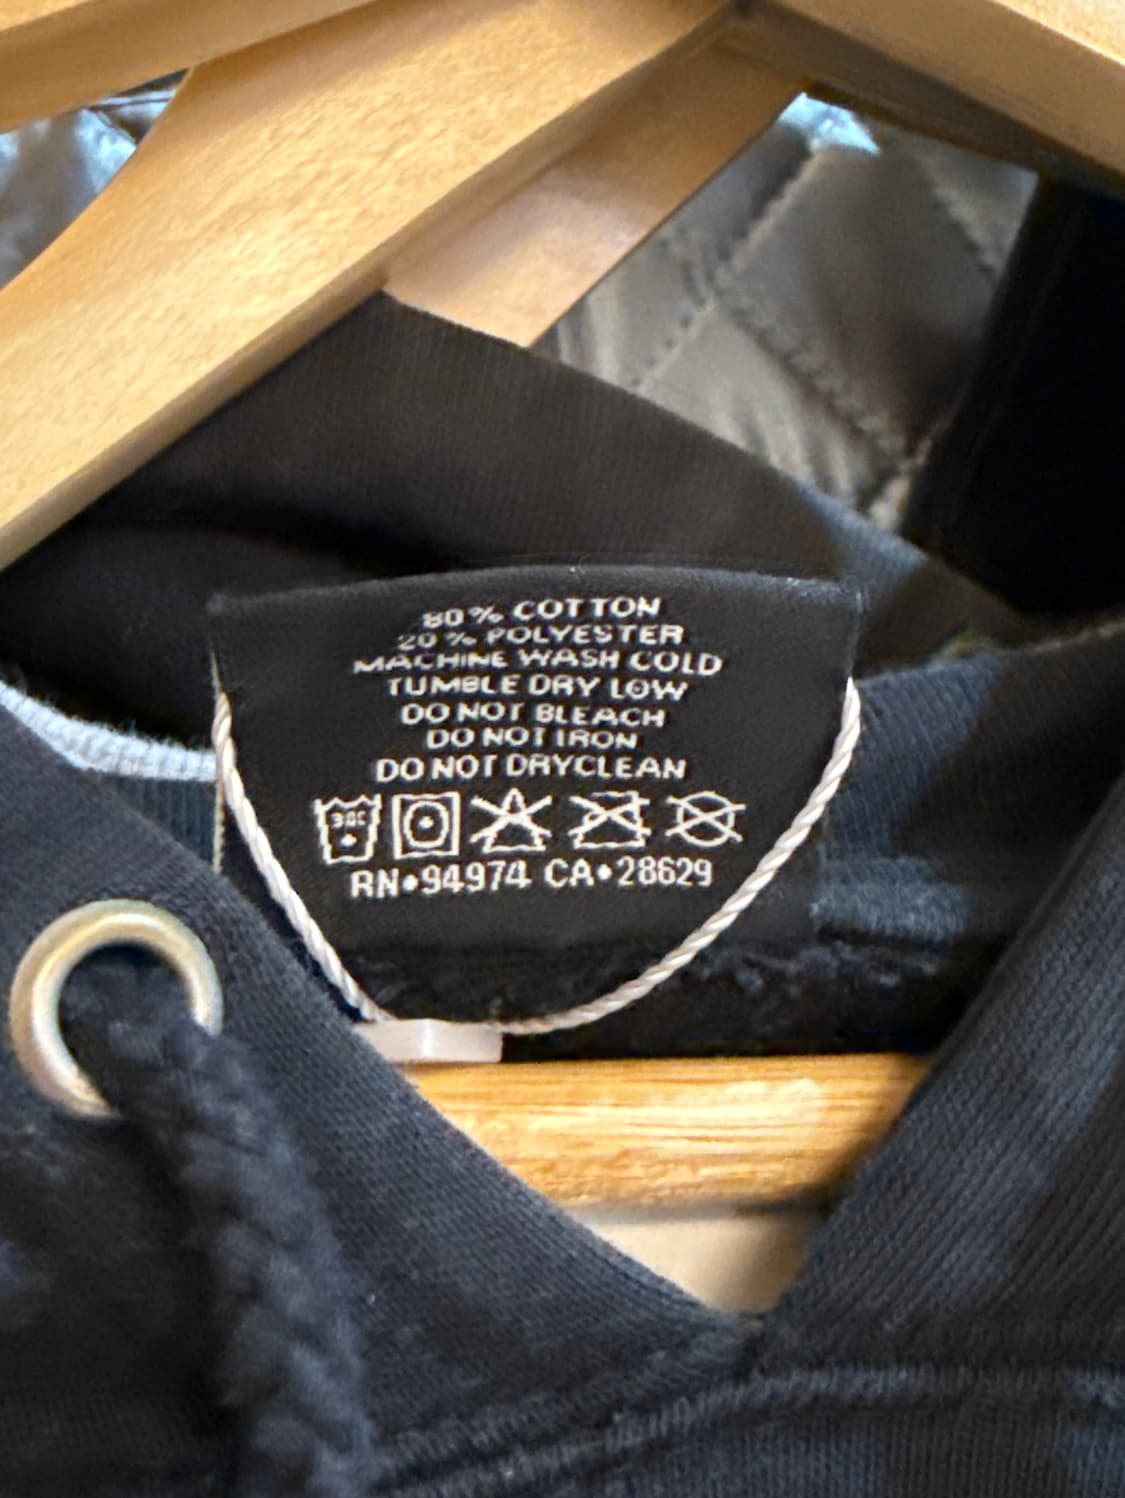 80 % COTTON
20 % POLYESTER
MACHINE WASH COLD
TUMBLE DRY LOW
DO NOT BLEACH
DO NOT IRON
DO NOT DRYCLEAN
30C
RN•94974 CA•28629